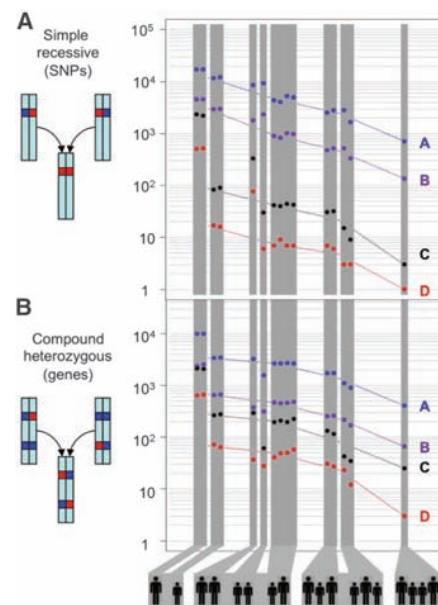 A
Simple
recessive
(SNPs)
10⁵
10⁴
10³
10²
10
1
A
B
C
D
B
Compound
heterozygous
(genes)
10⁴
10³
10²
10
1
A
B
C
D